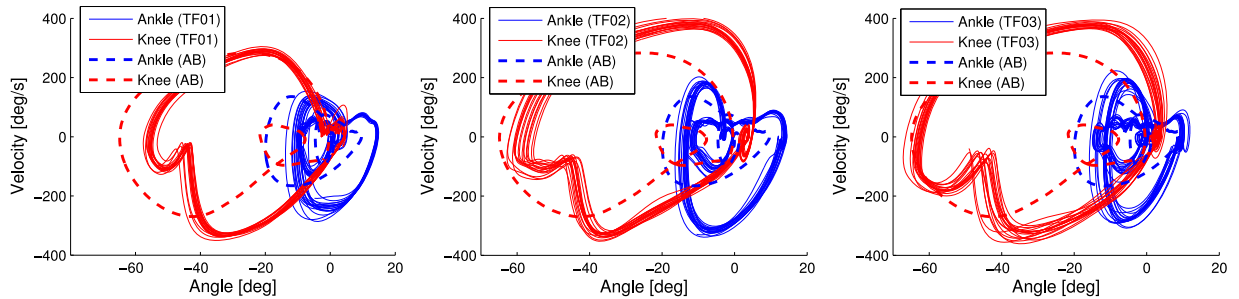 Ankle (TF01)
Knee (TF01)
Ankle (AB)
Knee (AB)
400
200
0
−200
−400
Velocity [deg/s]
−60 −40 −20 0 20
Angle [deg]
Ankle (TF02)
Knee (TF02)
Ankle (AB)
Knee (AB)
400
200
0
−200
−400
Velocity [deg/s]
−60 −40 −20 0 20
Angle [deg]
Ankle (TF03)
Knee (TF03)
Ankle (AB)
Knee (AB)
400
200
0
−200
−400
Velocity [deg/s]
−60 −40 −20 0 20
Angle [deg]